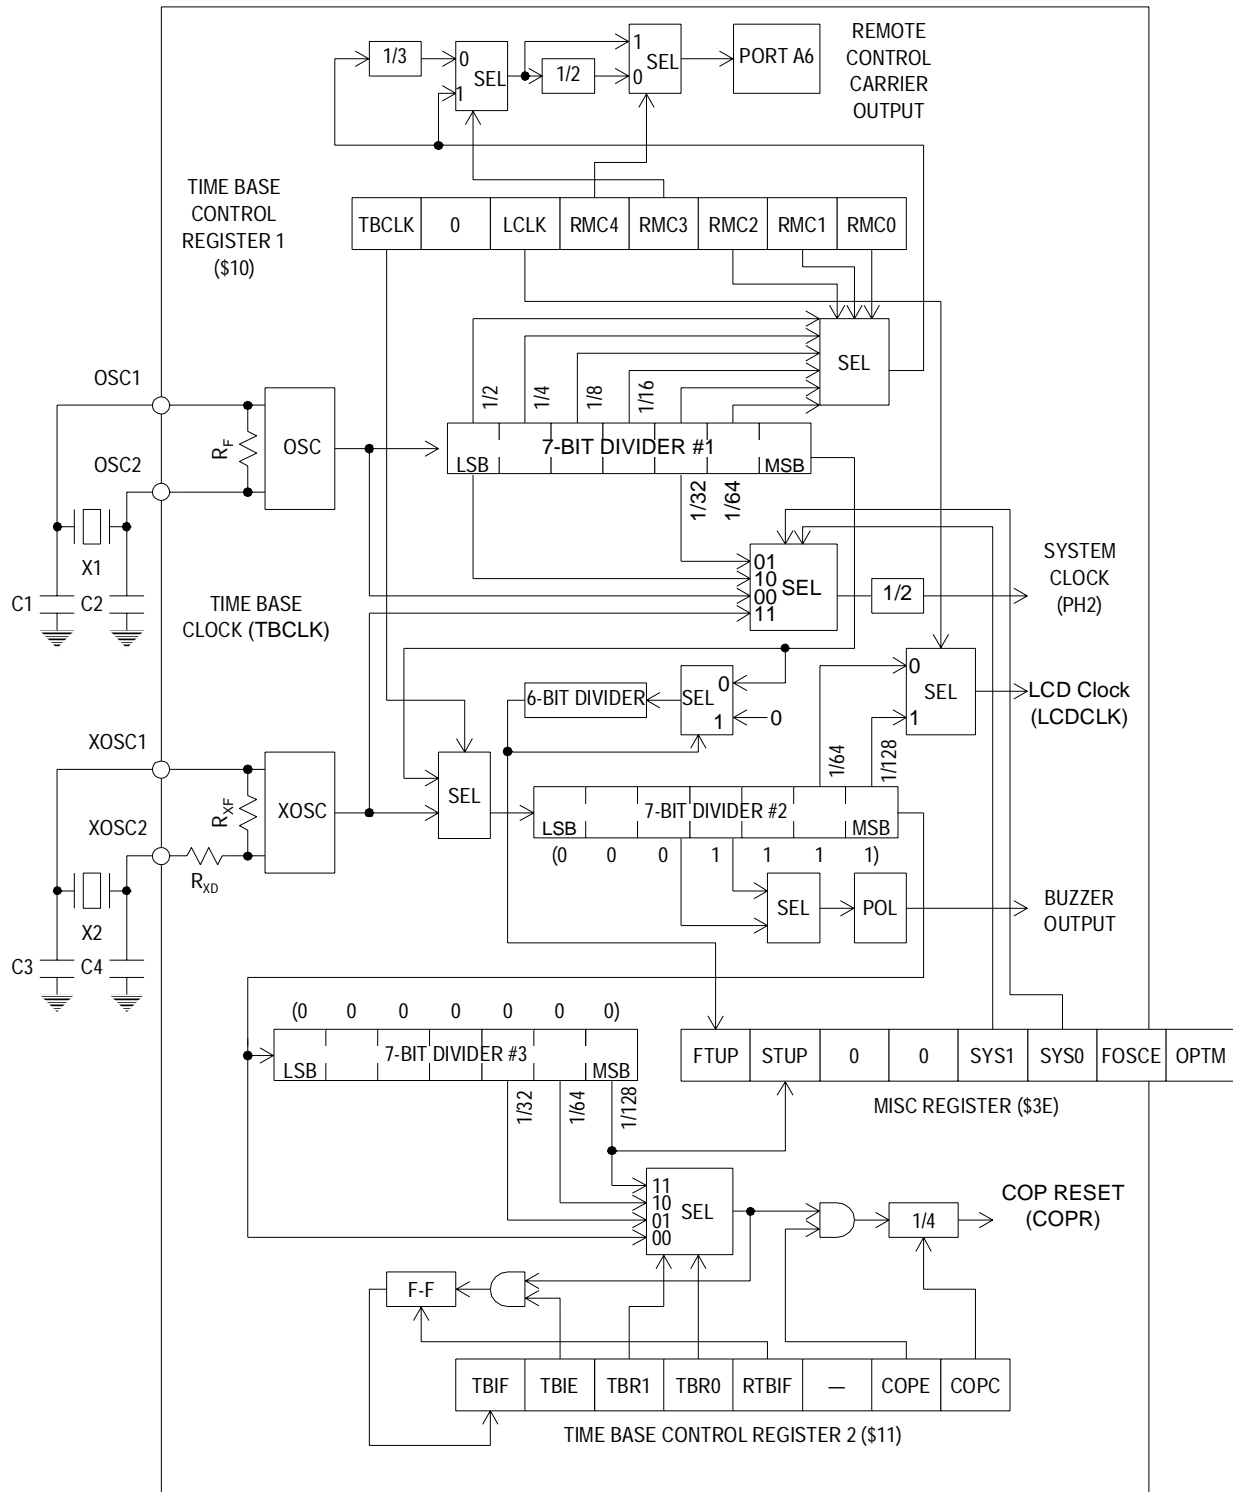 REMOTE
CONTROL
CARRIER
OUTPUT
1/3
0
1
SEL
1/2
1
0
SEL
PORT A6
TIME BASE
CONTROL
REGISTER 1
($10)
TBCLK 0 LCLK RMC4 RMC3 RMC2 RMC1 RMC0
SEL
1/2 1/4 1/8 1/16
OSC1
OSC2
RF
OSC
7-BIT DIVIDER #1
LSB MSB
1/32 1/64
X1
C1 C2
01
10
00
11
SEL
1/2
SYSTEM
CLOCK
(PH2)
TIME BASE
CLOCK (TBCLK)
6-BIT DIVIDER
SEL
0
1
0
0
1
SEL
LCD Clock
(LCDCLK)
XOSC1
XOSC2
RXF
RXD
XOSC
SEL
1/64 1/128
7-BIT DIVIDER #2
LSB MSB
(0 0 0 1 1 1 1)
X2
C3 C4
SEL
POL
BUZZER
OUTPUT
(0 0 0 0 0 0 0)
7-BIT DIVIDER #3
LSB MSB
1/32 1/64 1/128
FTUP STUP 0 0 SYS1 SYS0 FOSCE OPTM
MISC REGISTER ($3E)
11
10
01
00
SEL
1/4
COP RESET
(COPR)
F-F
TBIF TBIE TBR1 TBR0 RTBIF — COPE COPC
TIME BASE CONTROL REGISTER 2 ($11)